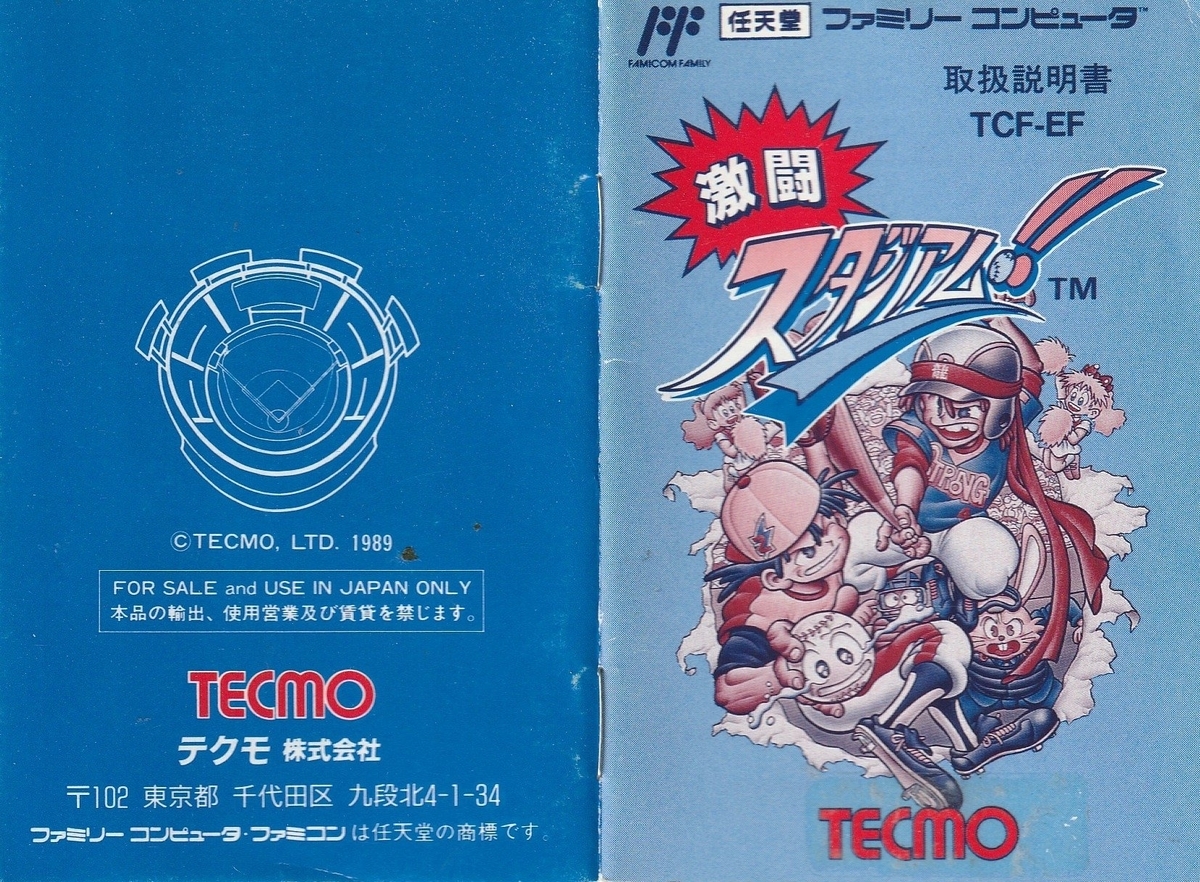 ©TECMO, LTD. 1989
FOR SALE and USE IN JAPAN ONLY
本品の輸出、使用営業及び賃貸を禁じます。
TECMO
テクモ 株式会社
〒102 東京都 千代田区 九段北4-1-34
ファミリー コンピュータ・ファミコン は任天堂の商標です。
FF 任天堂 ファミリー コンピュータ™
FAMICOM FAMILY
取扱説明書
TCF-EF
激闘
スタジアム!! TM
龍
STRONG
TECMO